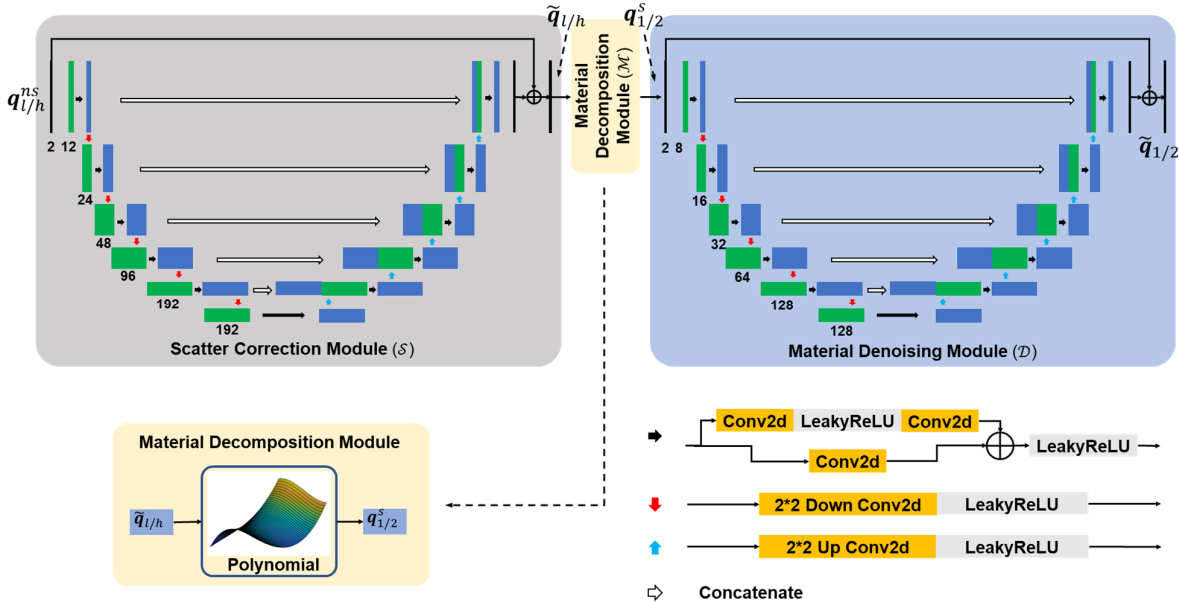 q̃_{l/h}
q^{s}_{1/2}
q^{ns}_{l/h}
2 12
24
48
96
192
192
Scatter Correction Module (𝒮)
Material
Decomposition
Module (ℳ)
2 8
16
32
64
128
128
q̃_{1/2}
Material Denoising Module (𝒟)
Material Decomposition Module
q̃_{l/h}
q^{s}_{1/2}
Polynomial
Conv2d LeakyReLU Conv2d
Conv2d
LeakyReLU
2*2 Down Conv2d LeakyReLU
2*2 Up Conv2d LeakyReLU
Concatenate